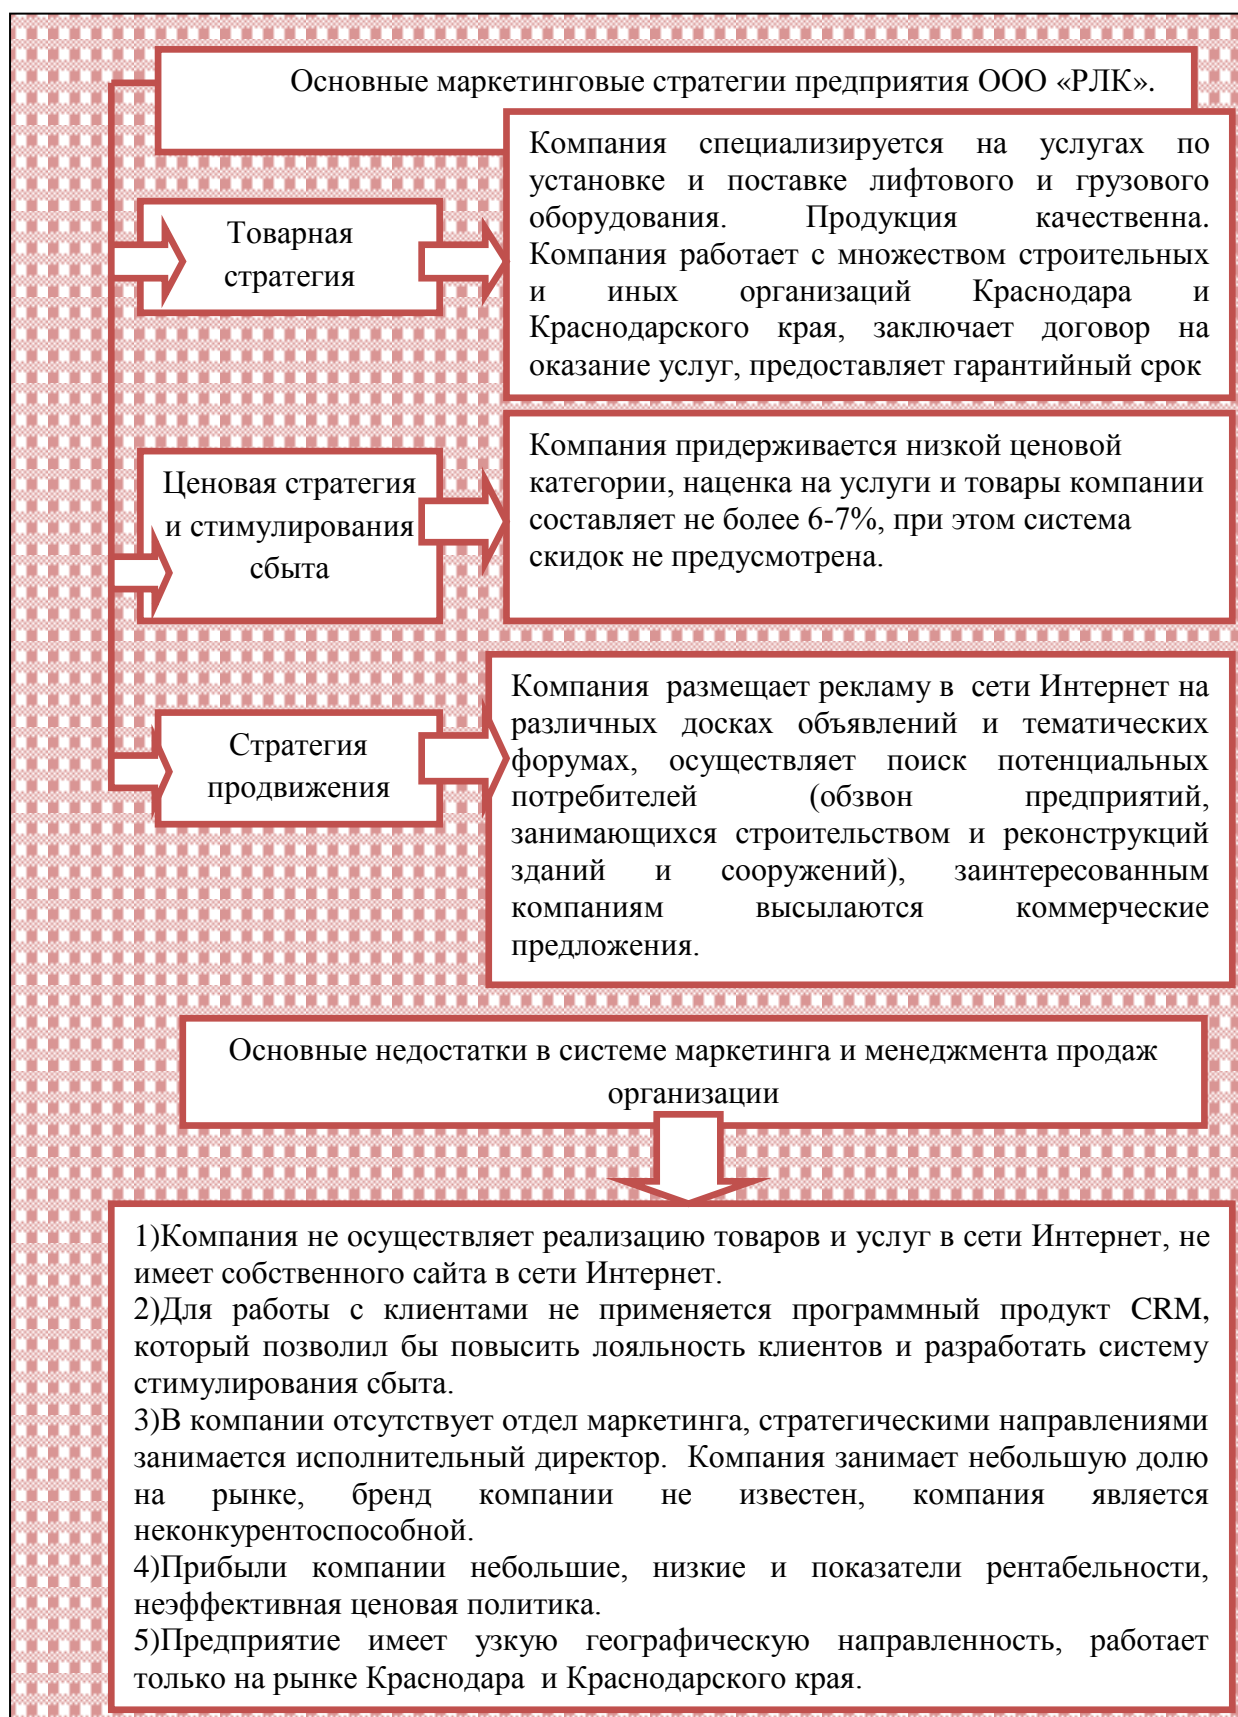 Основные маркетинговые стратегии предприятия ООО «РЛК».
Товарная
стратегия
Компания специализируется на услугах по
установке и поставке лифтового и грузового
оборудования. Продукция качественна.
Компания работает с множеством строительных
и иных организаций Краснодара и
Краснодарского края, заключает договор на
оказание услуг, предоставляет гарантийный срок
Ценовая стратегия
и стимулирования
сбыта
Компания придерживается низкой ценовой
категории, наценка на услуги и товары компании
составляет не более 6-7%, при этом система
скидок не предусмотрена.
Стратегия
продвижения
Компания размещает рекламу в сети Интернет на
различных досках объявлений и тематических
форумах, осуществляет поиск потенциальных
потребителей (обзвон предприятий,
занимающихся строительством и реконструкций
зданий и сооружений), заинтересованным
компаниям высылаются коммерческие
предложения.
Основные недостатки в системе маркетинга и менеджмента продаж
организации
1)Компания не осуществляет реализацию товаров и услуг в сети Интернет, не
имеет собственного сайта в сети Интернет.
2)Для работы с клиентами не применяется программный продукт CRM,
который позволил бы повысить лояльность клиентов и разработать систему
стимулирования сбыта.
3)В компании отсутствует отдел маркетинга, стратегическими направлениями
занимается исполнительный директор. Компания занимает небольшую долю
на рынке, бренд компании не известен, компания является
неконкурентоспособной.
4)Прибыли компании небольшие, низкие и показатели рентабельности,
неэффективная ценовая политика.
5)Предприятие имеет узкую географическую направленность, работает
только на рынке Краснодара и Краснодарского края.